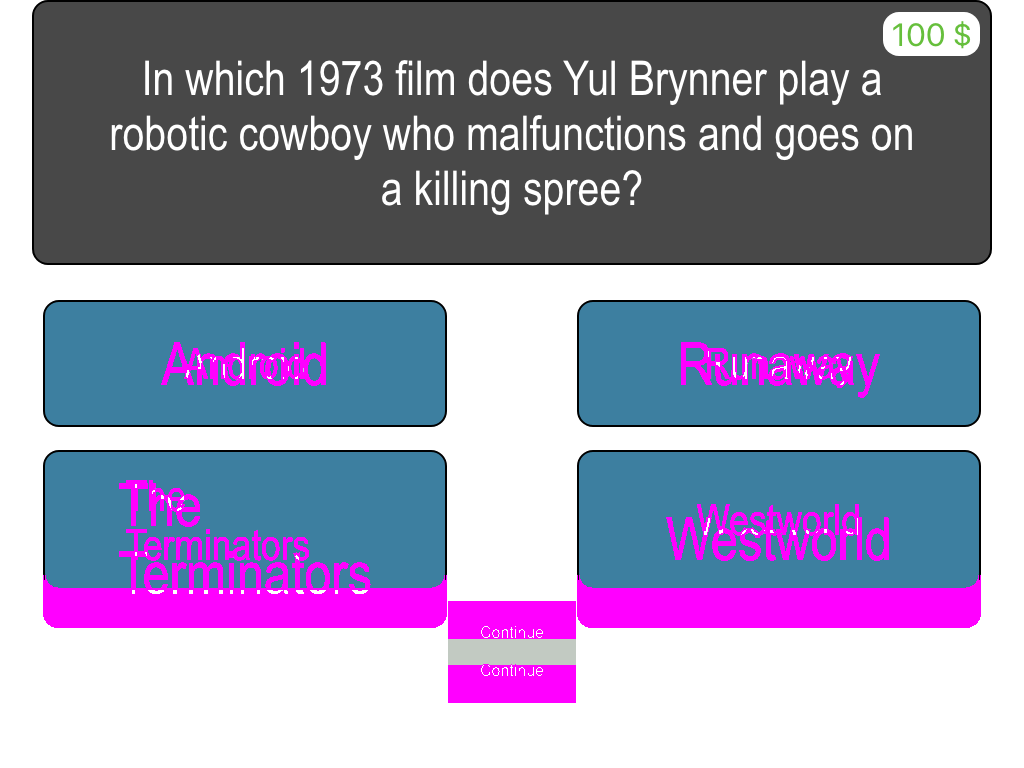 100 $
In which 1973 film does Yul Brynner play a
robotic cowboy who malfunctions and goes on
a killing spree?
Android
Runaway
The
Terminators
Westworld
Continue
Continue